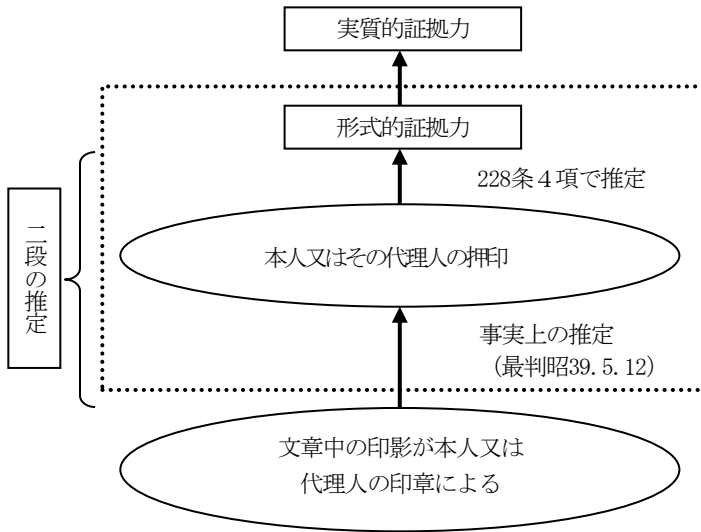 実質的証拠力
形式的証拠力
228条4項で推定
二段の推定
本人又はその代理人の押印
事実上の推定
(最判昭39.5.12)
文章中の印影が本人又は
代理人の印章による